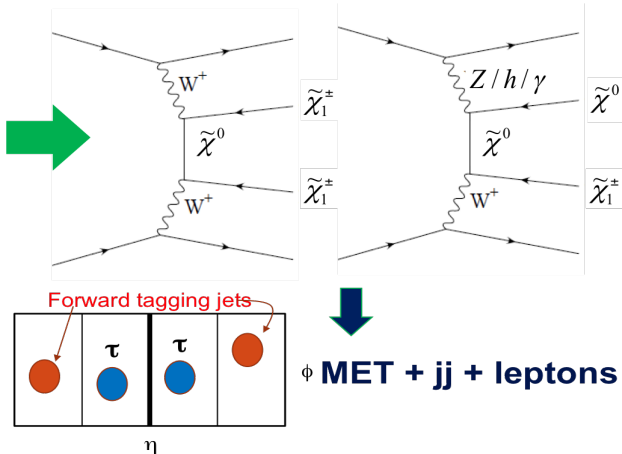 W⁺
χ̃₁±
χ̃⁰
W⁺
χ̃₁±
Z / h / γ
χ̃⁰
χ̃⁰
W⁺
χ̃₁±
Forward tagging jets
τ τ
φ MET + jj + leptons
η